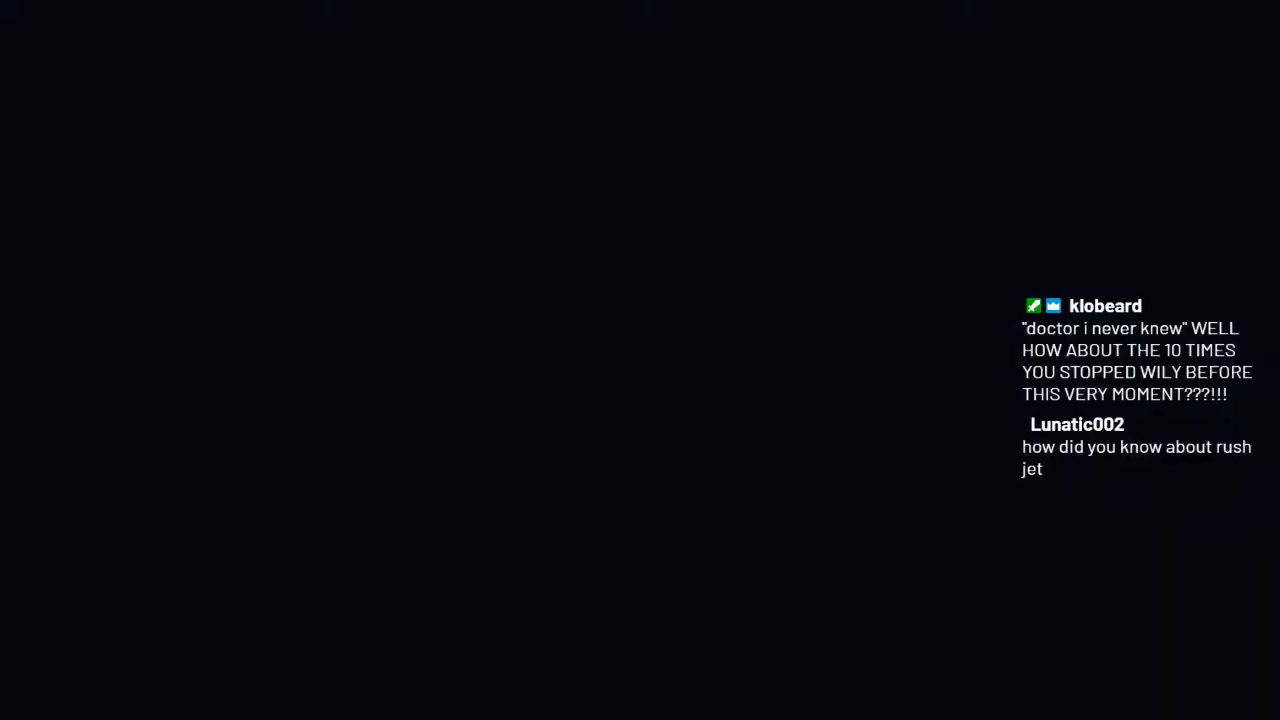 klobeard
"doctor i never knew" WELL
HOW ABOUT THE 10 TIMES
YOU STOPPED WILY BEFORE
THIS VERY MOMENT???!!!
Lunatic002
how did you know about rush
jet